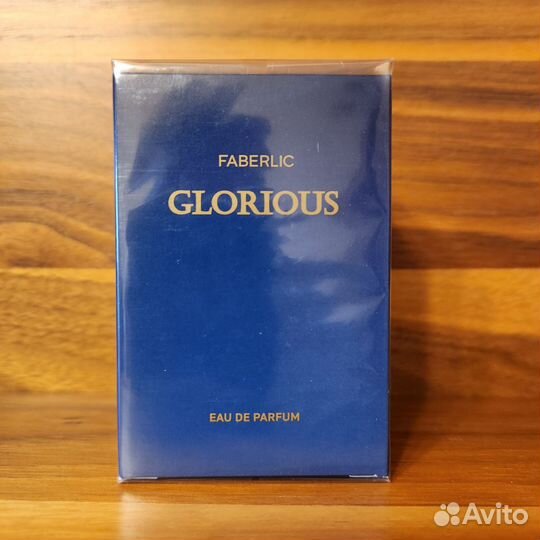 FABERLIC
GLORIOUS
EAU DE PARFUM
Avito